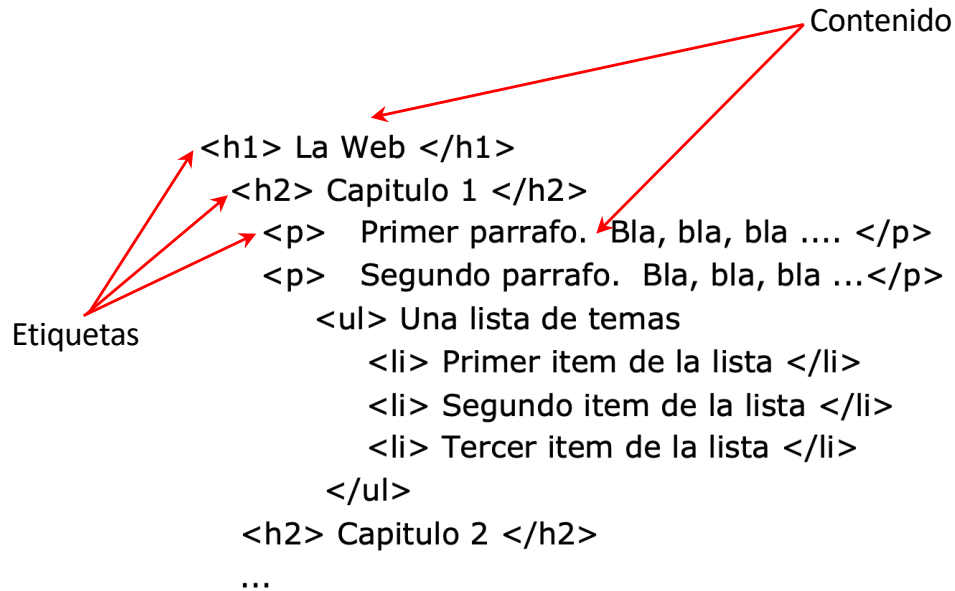 Contenido
<h1> La Web </h1>
<h2> Capitulo 1 </h2>
<p> Primer parrafo. Bla, bla, bla .... </p>
<p> Segundo parrafo. Bla, bla, bla ...</p>
<ul> Una lista de temas
Etiquetas
<li> Primer item de la lista </li>
<li> Segundo item de la lista </li>
<li> Tercer item de la lista </li>
</ul>
<h2> Capitulo 2 </h2>
...